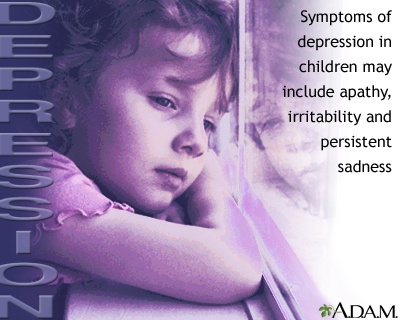 DEPRESSION
Symptoms of
depression in
children may
include apathy,
irritability and
persistent
sadness
A.D.A.M.